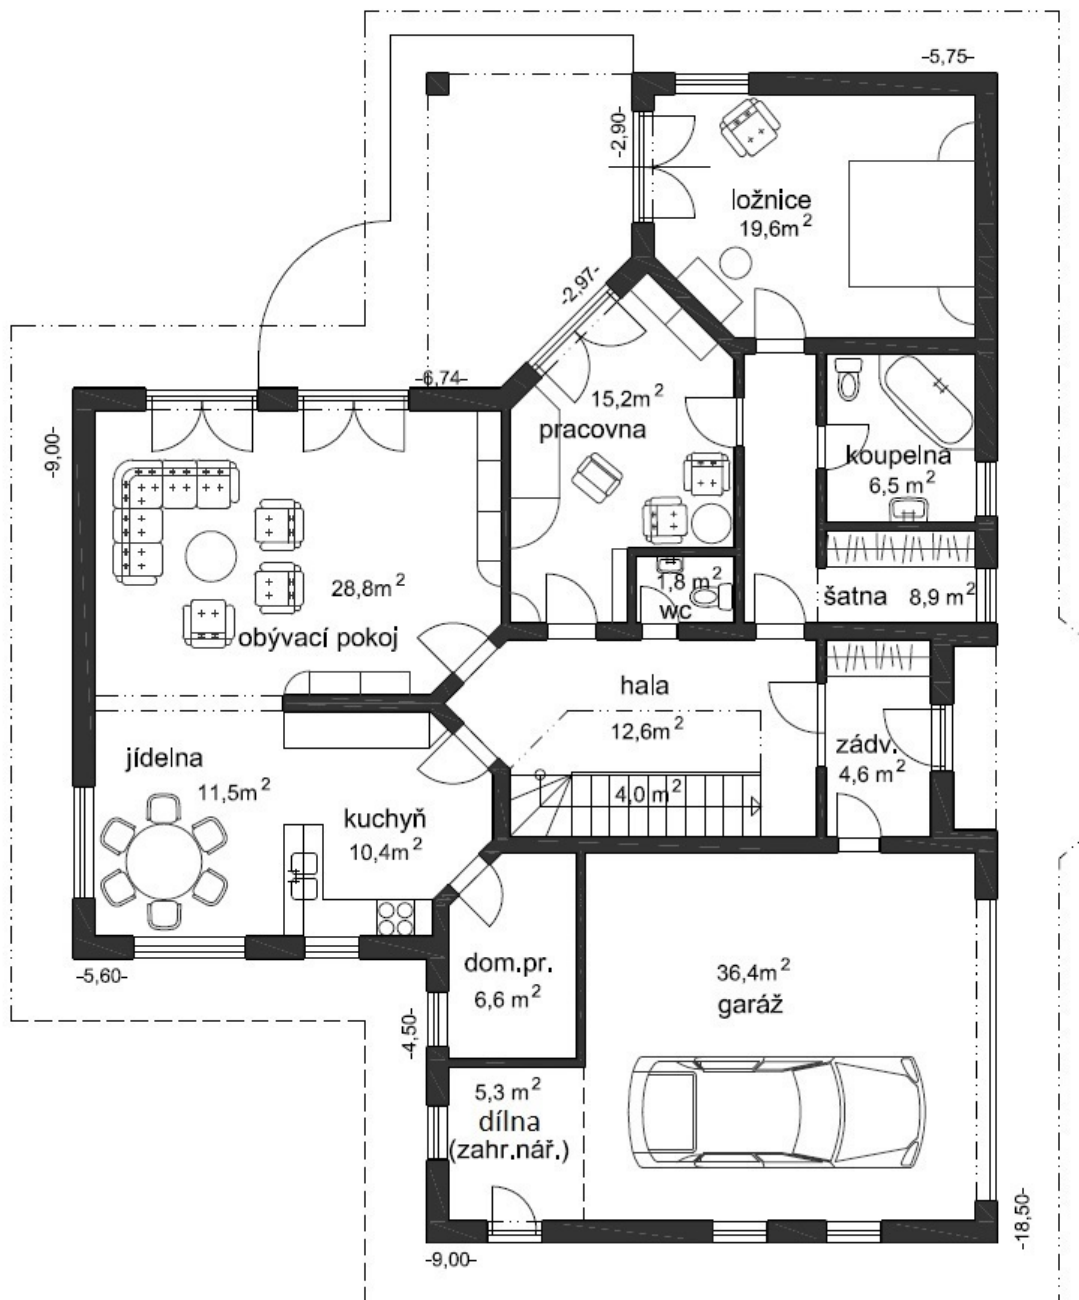 -5,75-
-2,90-
ložnice
19,6m²
-2,97-
-6,74-
15,2m²
pracovna
-9,00-
koupelna
6,5 m²
28,8m²
obývací pokoj
1,8 m²
wc
šatna 8,9 m²
hala
12,6m²
zádv.
4,6 m²
jídelna
11,5m²
4,0 m²
kuchyň
10,4m²
-5,60-
dom.pr.
6,6 m²
36,4m²
garáž
-4,50-
5,3 m²
dílna
(zahr.nář.)
-18,50-
-9,00-